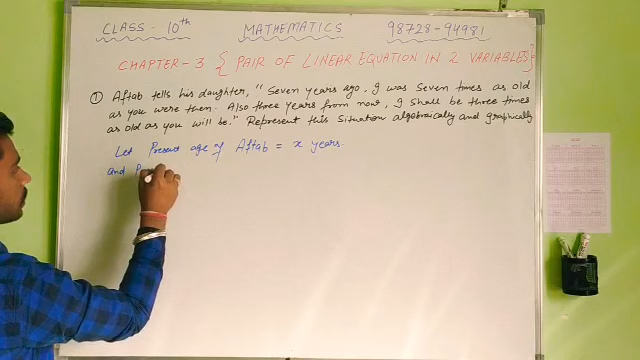 CLASS- 10th MATHEMATICS 98728-94981
CHAPTER-3 { PAIR OF LINEAR EQUATION IN 2 VARIABLES }
① Aftab tells his daughter, "Seven years ago, I was seven times as old
as you were then. Also three years from now, I shall be three times
as old as you will be." Represent this situation algebraically and graphically
Let Present age of Aftab = x years.
and P